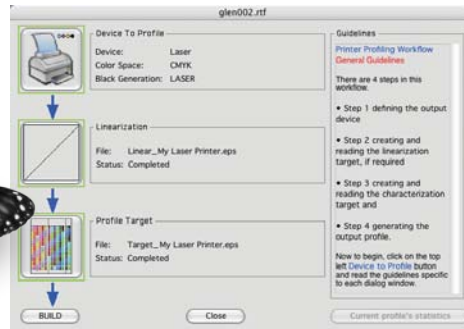 glen002.rtf
Device To Profile
Device: Laser
Color Space: CMYK
Black Generation: LASER
Linearization
File: Linear_My Laser Printer.eps
Status: Completed
Profile Target
File: Target_My Laser Printer.eps
Status: Completed
BUILD
Close
Guidelines
Printer Profiling Workflow
General Guidelines
There are 4 steps in this
workflow.
• Step 1 defining the output
device
• Step 2 creating and
reading the linearization
target, if required
• Step 3 creating and
reading the characterization
target and
• Step 4 generating the
output profile.
Now to begin, click on the top
left Device to Profile button
and read the guidelines specific
to each dialog window.
Current profile's statistics